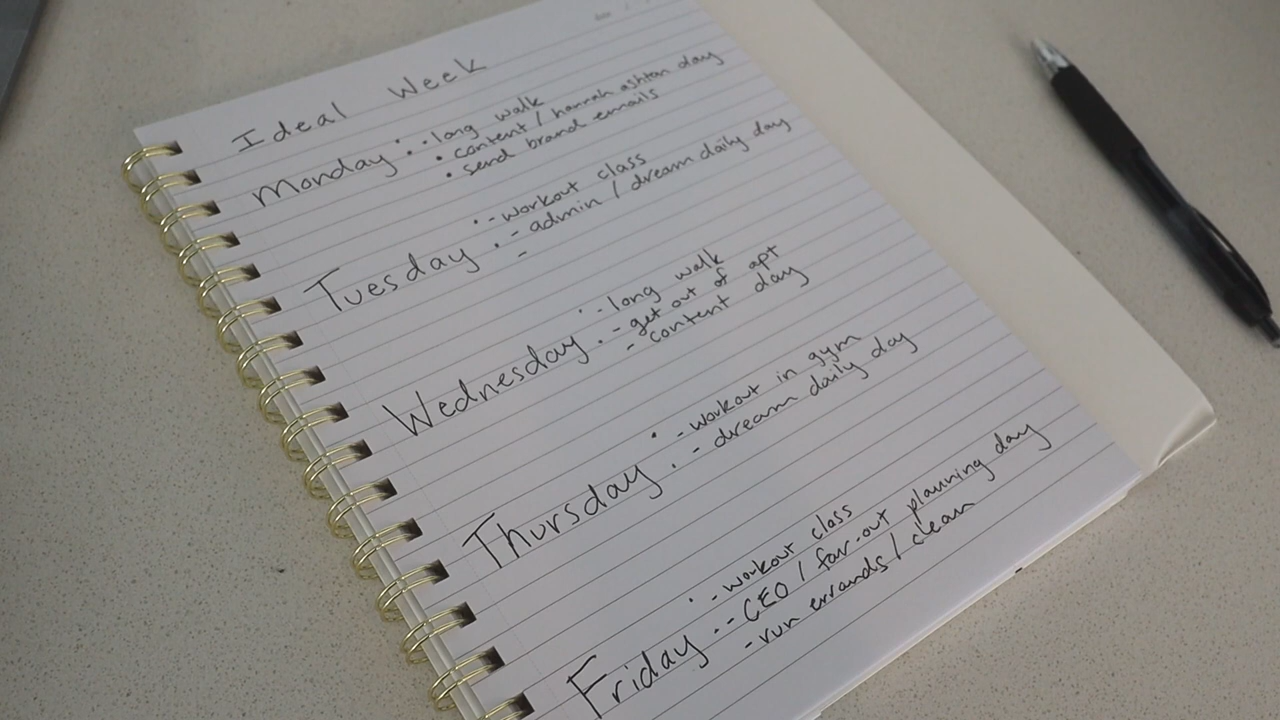 Ideal Week
Monday: - long walk
• content / hannah ashton day
• send brand emails
Tuesday: - workout class
- admin / dream daily day
-
Wednesday: - long walk
- get out of apt
- content day
Thursday: - workout in gym
- dream daily day
Friday: - workout class
- CEO / far-out planning day
- run errands / clean